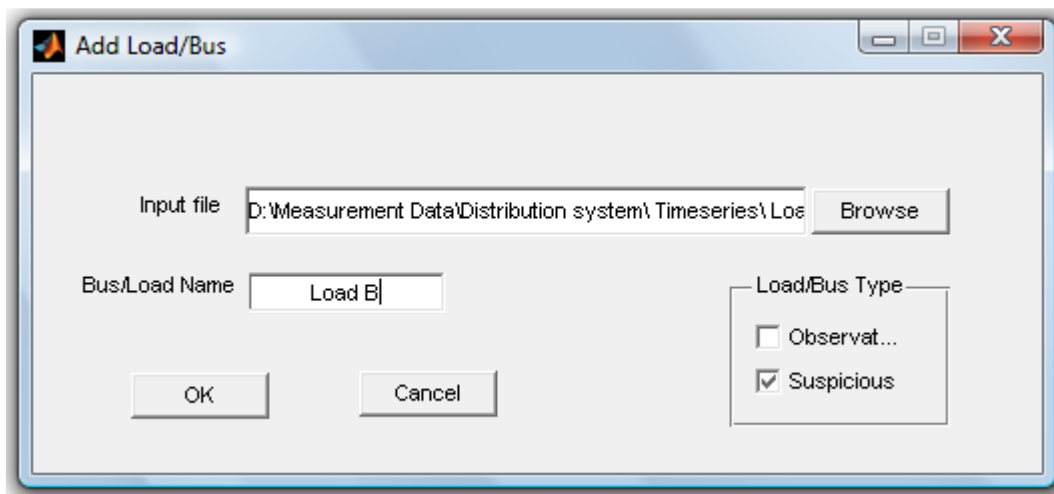 Add Load/Bus
Input file D:\Measurement Data\Distribution system\ Timeseries\ Loa Browse
Bus/Load Name Load B Load/Bus Type
Observat...
Suspicious
OK Cancel